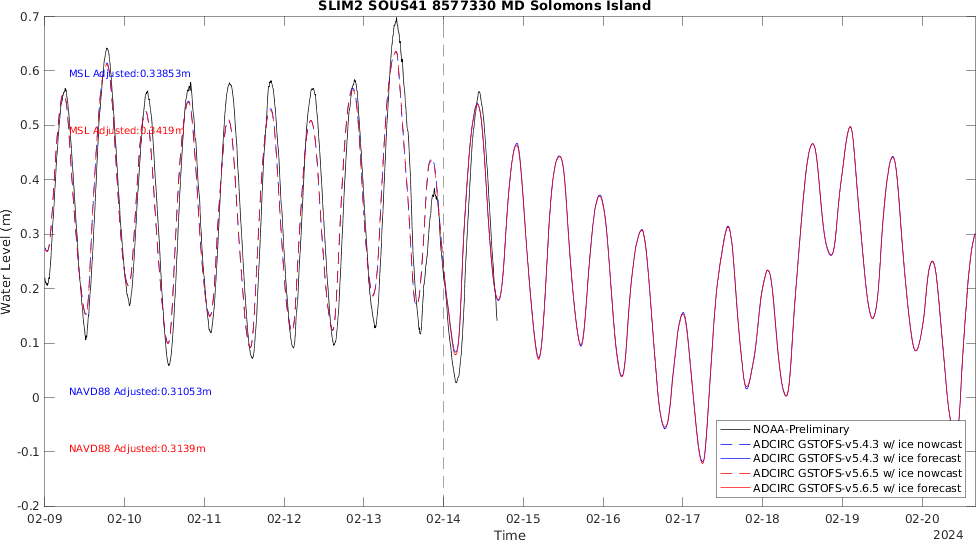 SLIM2 SOUS41 8577330 MD Solomons Island
0.7
0.6
0.5
0.4
0.3
0.2
0.1
0
-0.1
-0.2
Water Level (m)
MSL Adjusted:0.33853m
MSL Adjusted:0.3419m
NAVD88 Adjusted:0.31053m
NAVD88 Adjusted:0.3139m
NOAA-Preliminary
ADCIRC GSTOFS-v5.4.3 w/ ice nowcast
ADCIRC GSTOFS-v5.4.3 w/ ice forecast
ADCIRC GSTOFS-v5.6.5 w/ ice nowcast
ADCIRC GSTOFS-v5.6.5 w/ ice forecast
02-09 02-10 02-11 02-12 02-13 02-14 02-15 02-16 02-17 02-18 02-19 02-20
Time
2024